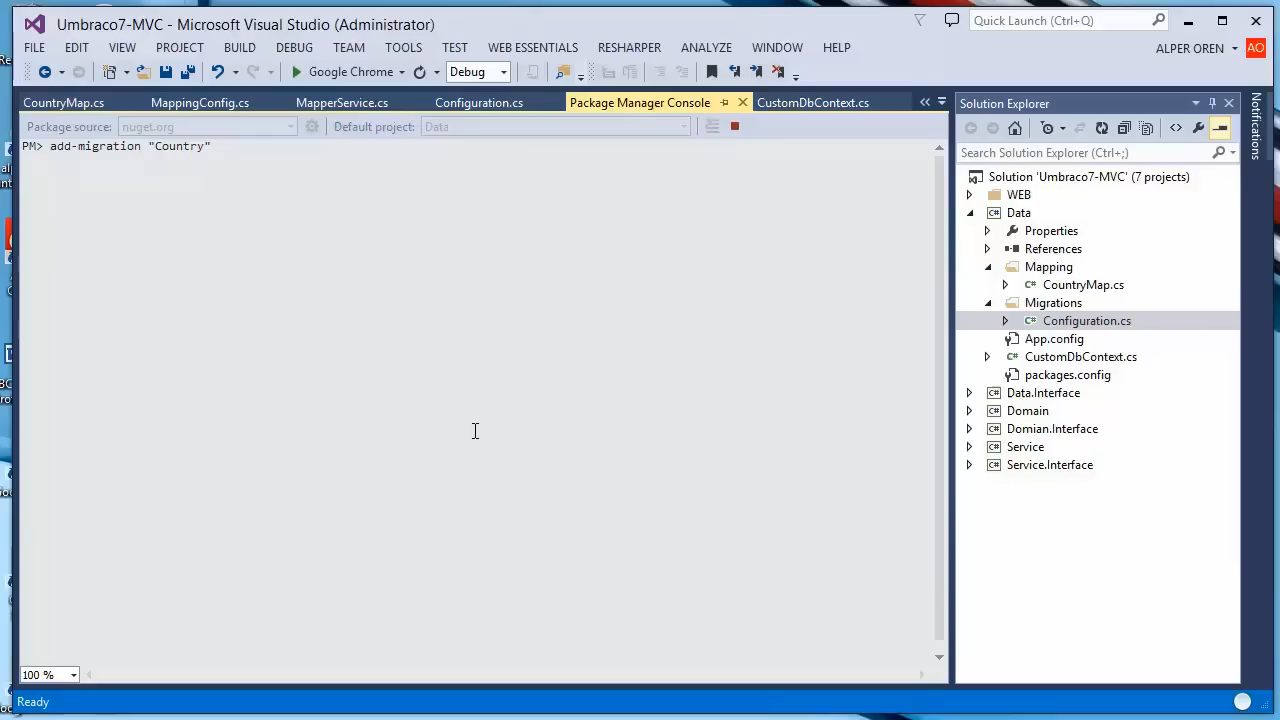 Umbraco7-MVC - Microsoft Visual Studio (Administrator)
Quick Launch (Ctrl+Q)
FILE EDIT VIEW PROJECT BUILD DEBUG TEAM TOOLS TEST WEB ESSENTIALS RESHARPER ANALYZE WINDOW HELP
ALPER OREN AO
Google Chrome Debug
CountryMap.cs MappingConfig.cs MapperService.cs Configuration.cs Package Manager Console CustomDbContext.cs
Package source: nuget.org Default project: Data
PM> add-migration "Country"
100 %
Solution Explorer
Search Solution Explorer (Ctrl+;)
Solution 'Umbraco7-MVC' (7 projects)
WEB
Data
Properties
References
Mapping
CountryMap.cs
Migrations
Configuration.cs
App.config
CustomDbContext.cs
packages.config
Data.Interface
Domain
Domian.Interface
Service
Service.Interface
Notifications
Ready